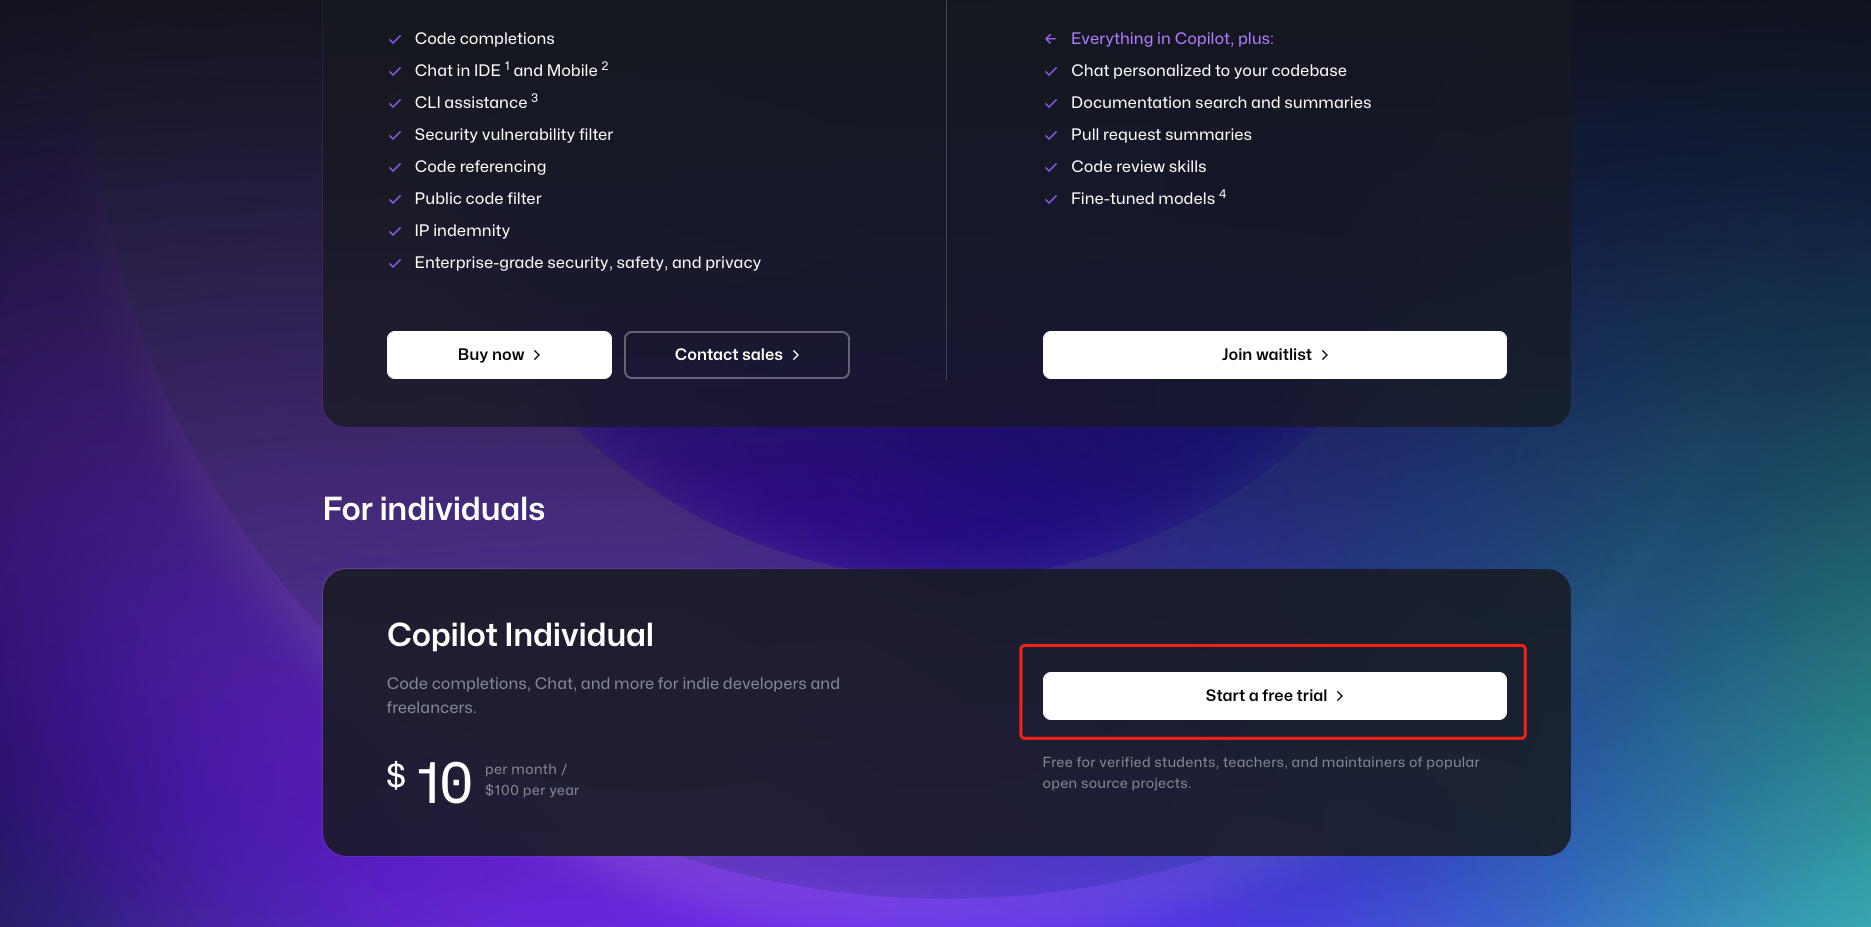 Code completions
Chat in IDE 1 and Mobile 2
CLI assistance 3
Security vulnerability filter
Code referencing
Public code filter
IP indemnity
Enterprise-grade security, safety, and privacy
Buy now
Contact sales
Everything in Copilot, plus:
Chat personalized to your codebase
Documentation search and summaries
Pull request summaries
Code review skills
Fine-tuned models 4
Join waitlist
For individuals
Copilot Individual
Code completions, Chat, and more for indie developers and
freelancers.
$ 10
per month /
$100 per year
Start a free trial
Free for verified students, teachers, and maintainers of popular
open source projects.